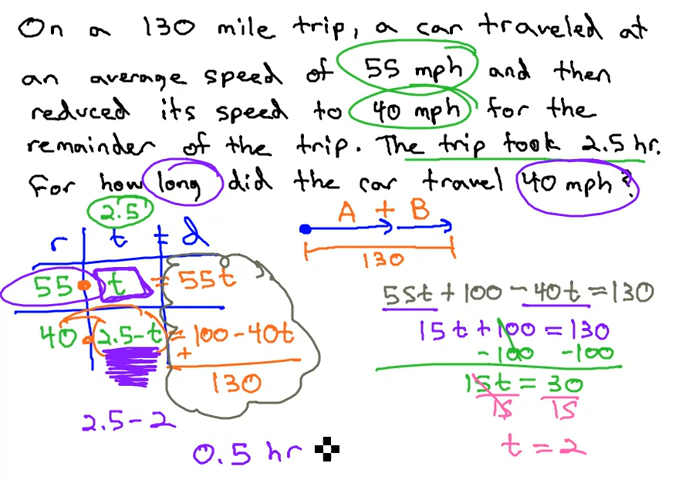 On a 130 mile trip, a car traveled at
an average speed of 55 mph and then
reduced its speed to 40 mph for the
remainder of the trip. The trip took 2.5 hr.
For how long did the car travel 40 mph?
2.5
r t = d
55 • t = 55t
40 • 2.5-t = 100-40t
+
130
2.5-2
0.5 hr
A + B
130
55t + 100 - 40t = 130
15t + 100 = 130
-100 -100
15t = 30
15 15
t = 2